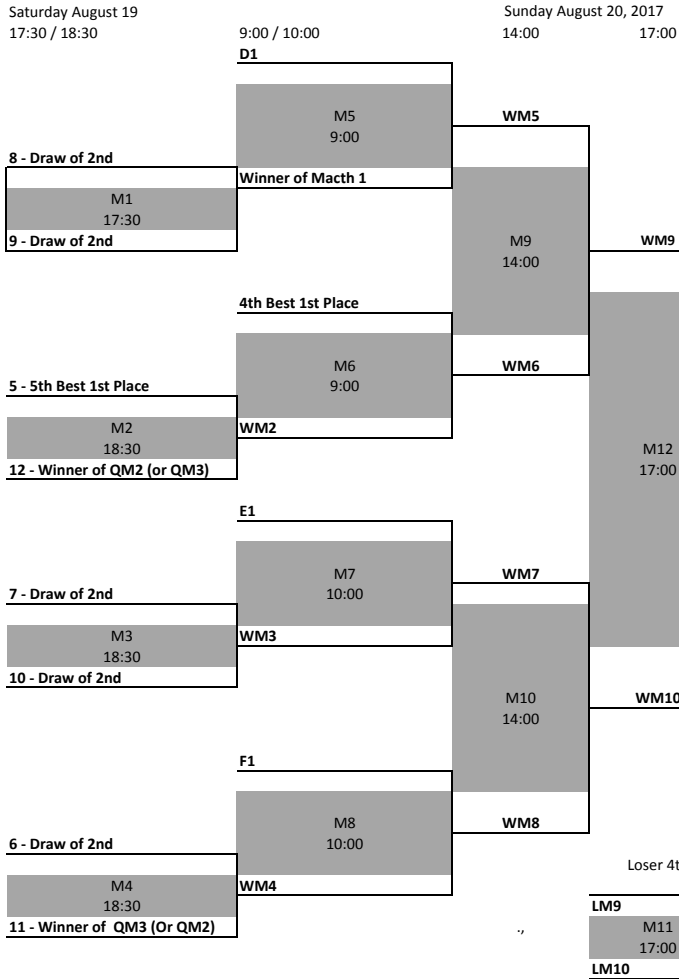 Saturday August 19
Sunday August 20, 2017
17:30 / 18:30
9:00 / 10:00
14:00
17:00
D1
M5
9:00
WM5
8 - Draw of 2nd
Winner of Macth 1
M1
17:30
9 - Draw of 2nd
M9
14:00
WM9
4th Best 1st Place
M6
9:00
WM6
5 - 5th Best 1st Place
M2
18:30
WM2
12 - Winner of QM2 (or QM3)
M12
17:00
E1
M7
10:00
WM7
7 - Draw of 2nd
M3
18:30
WM3
10 - Draw of 2nd
M10
14:00
WM10
F1
M8
10:00
WM8
6 - Draw of 2nd
Loser 4t
M4
18:30
WM4
11 - Winner of  QM3 (Or QM2)
.,
LM9
M11
17:00
LM10